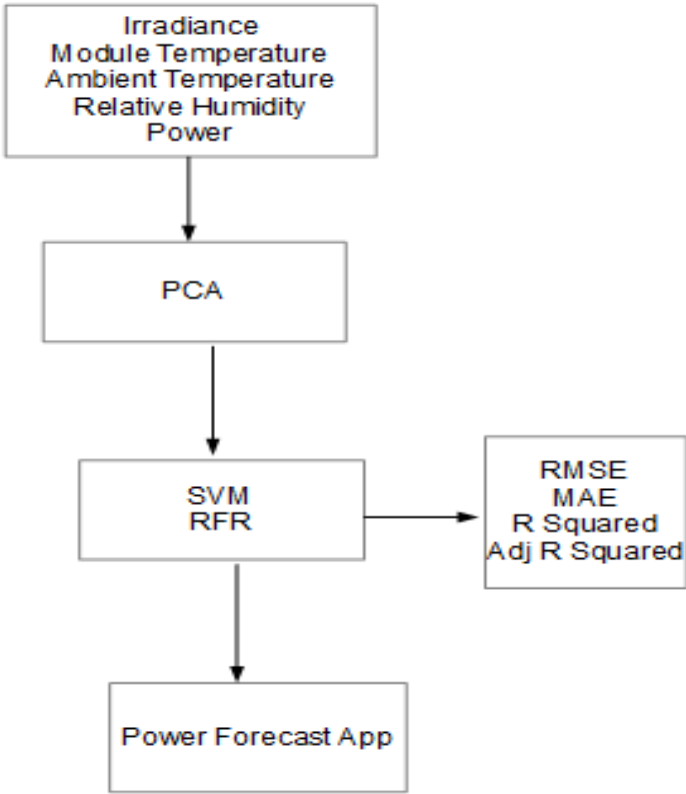 Irradiance
Module Temperature
Ambient Temperature
Relative Humidity
Power
PCA
SVM
RFR
RMSE
MAE
R Squared
Adj R Squared
Power Forecast App